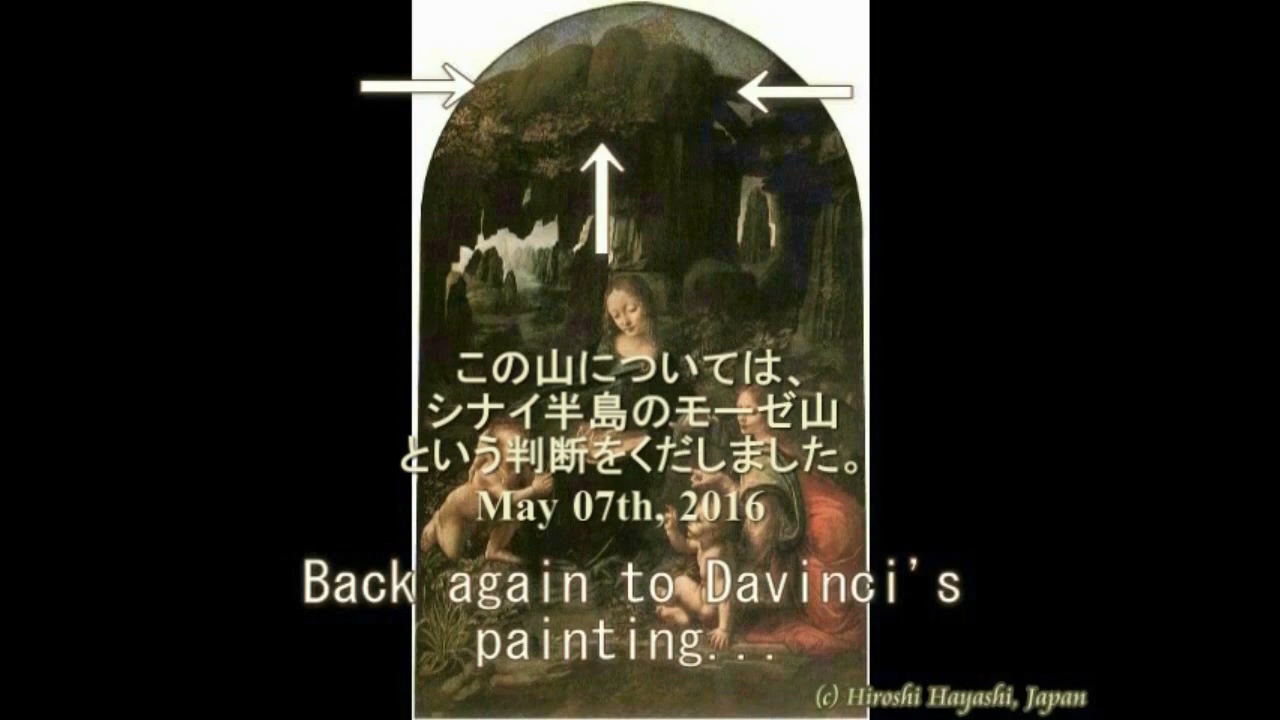 この山については、
シナイ半島のモーゼ山
という判断をくだしました。
May 07th, 2016
Back again to Davinci's
painting...
(c) Hiroshi Hayashi, Japan